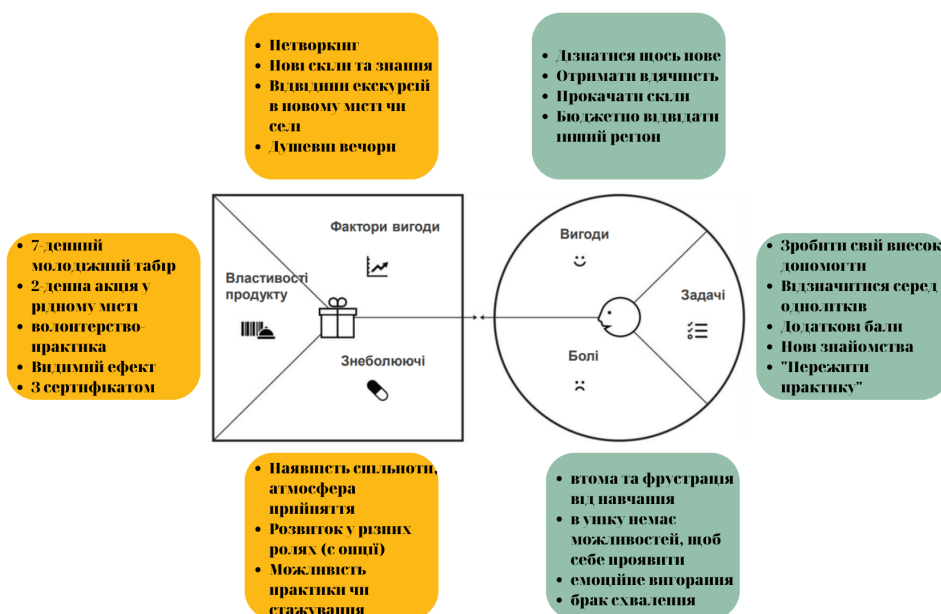 Нетворкінг
Нові скіли та знання
Відвідини екскурсій
в новому місті чи
селі
Душевні вечори
Дізнатися щось нове
Отримати вдячність
Прокачати скіли
Бюджетно відвідати
інший регіон
7-денний
молодіжний табір
2-денна акція у
рідному місті
волонтерство-
практика
Видимий ефект
З сертифікатом
Фактори вигоди
Властивості
продукту
Знеболюючі
Вигоди
Задачі
Болі
Зробити свій внесок,
допомогти
Відзначитися серед
однолітків
Додаткові бали
Нові знайомства
"Пережити
практику"
Наявність спільноти,
атмосфера
прийняття
Розвиток у різних
ролях (є опції)
Можливість
практики чи
стажування
втома та фрустрація
від навчання
в уніку немає
можливостей, щоб
себе проявити
емоційне вигорання
брак схвалення